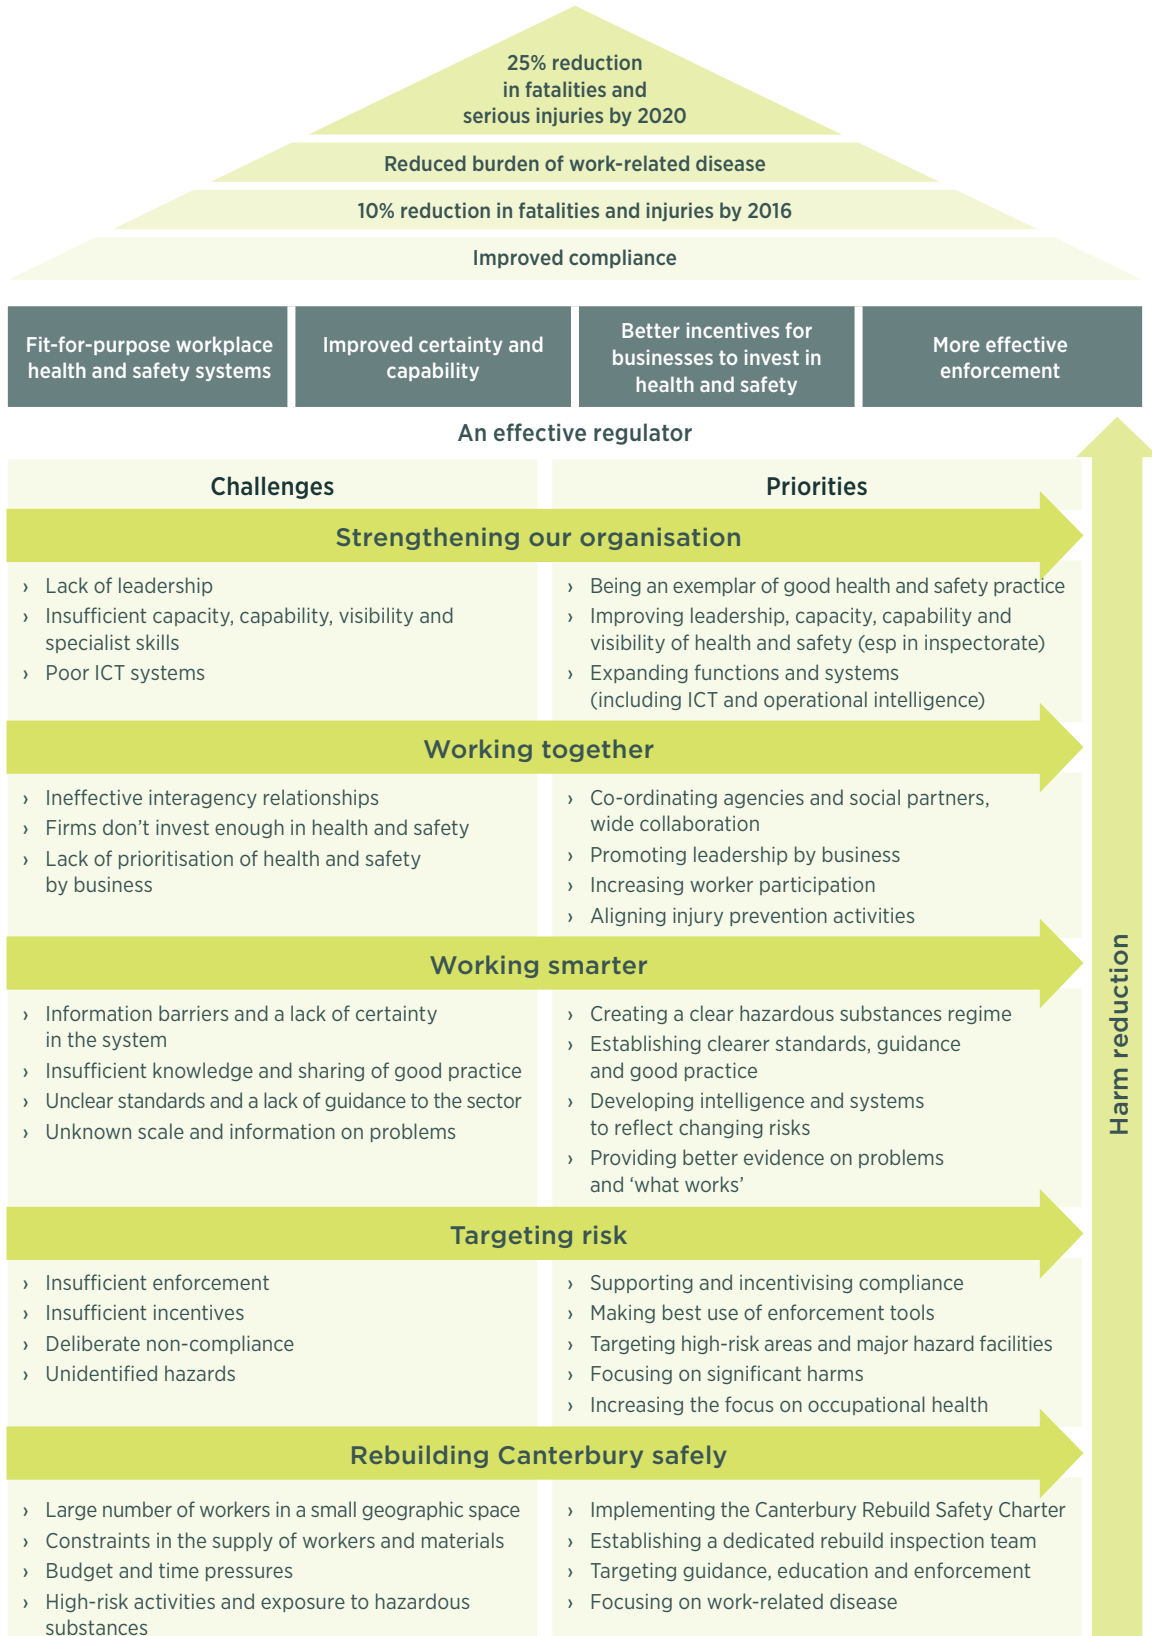 25% reduction
in fatalities and
serious injuries by 2020
Reduced burden of work-related disease
10% reduction in fatalities and injuries by 2016
Improved compliance
Fit-for-purpose workplace
health and safety systems
Improved certainty and
capability
Better incentives for
businesses to invest in
health and safety
More effective
enforcement
An effective regulator
Challenges
Priorities
Strengthening our organisation
› Lack of leadership
› Insufficient capacity, capability, visibility and
specialist skills
› Poor ICT systems
› Being an exemplar of good health and safety practice
› Improving leadership, capacity, capability and
visibility of health and safety (esp in inspectorate)
› Expanding functions and systems
(including ICT and operational intelligence)
Working together
› Ineffective interagency relationships
› Firms don’t invest enough in health and safety
› Lack of prioritisation of health and safety
by business
› Co-ordinating agencies and social partners,
wide collaboration
› Promoting leadership by business
› Increasing worker participation
› Aligning injury prevention activities
Working smarter
› Information barriers and a lack of certainty
in the system
› Insufficient knowledge and sharing of good practice
› Unclear standards and a lack of guidance to the sector
› Unknown scale and information on problems
› Creating a clear hazardous substances regime
› Establishing clearer standards, guidance
and good practice
› Developing intelligence and systems
to reflect changing risks
› Providing better evidence on problems
and ‘what works’
Targeting risk
› Insufficient enforcement
› Insufficient incentives
› Deliberate non-compliance
› Unidentified hazards
› Supporting and incentivising compliance
› Making best use of enforcement tools
› Targeting high-risk areas and major hazard facilities
› Focusing on significant harms
› Increasing the focus on occupational health
Rebuilding Canterbury safely
› Large number of workers in a small geographic space
› Constraints in the supply of workers and materials
› Budget and time pressures
› High-risk activities and exposure to hazardous
substances
› Implementing the Canterbury Rebuild Safety Charter
› Establishing a dedicated rebuild inspection team
› Targeting guidance, education and enforcement
› Focusing on work-related disease
Harm reduction